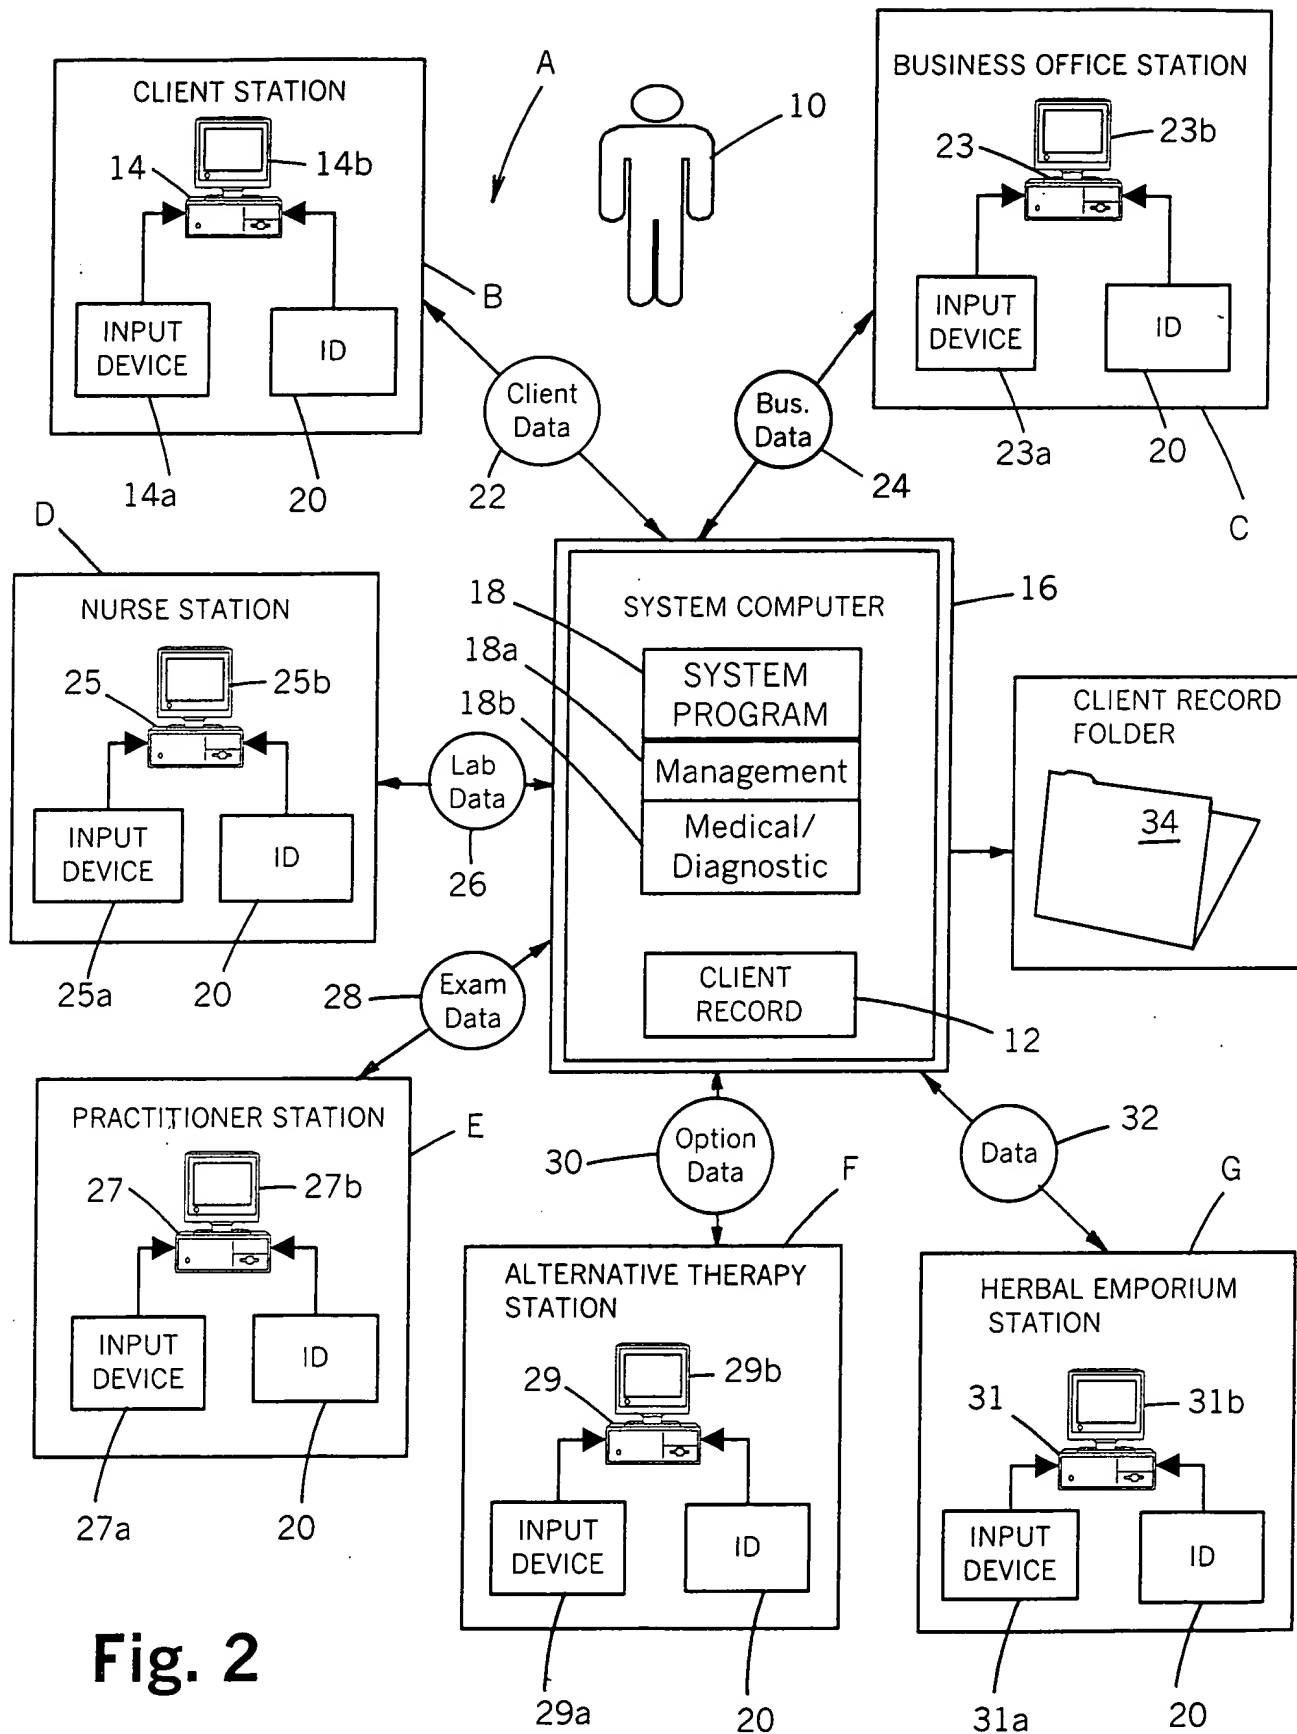 CLIENT STATION
14
14b
INPUT
DEVICE
ID
14a
20
A
10
B
BUSINESS OFFICE STATION
23
23b
INPUT
DEVICE
ID
23a
20
C
Client
Data
22
Bus.
Data
24
D
NURSE STATION
25
25b
INPUT
DEVICE
ID
25a
20
Lab
Data
26
SYSTEM COMPUTER
16
18
18a
18b
SYSTEM
PROGRAM
Management
Medical/
Diagnostic
CLIENT
RECORD
12
CLIENT RECORD
FOLDER
34
28
Exam
Data
PRACTITIONER STATION
E
27
27b
INPUT
DEVICE
ID
27a
20
30
Option
Data
F
Data
32
G
ALTERNATIVE THERAPY
STATION
29
29b
INPUT
DEVICE
ID
29a
20
HERBAL EMPORIUM
STATION
31
31b
INPUT
DEVICE
ID
31a
20
Fig. 2